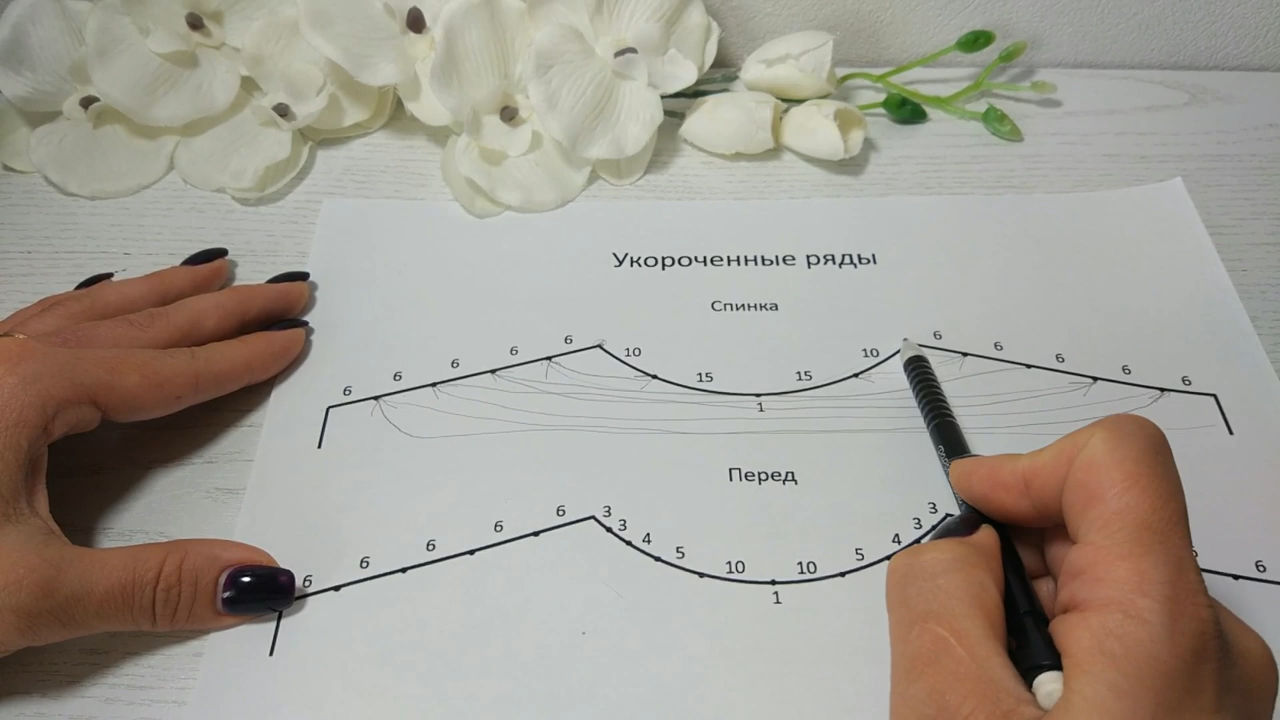 Укороченные ряды
Спинка
6 6 6 6 6 10 15 15 10 6 6 6 6 6
1
Перед
6 6 6 6 6 3 3 4 5 10 10 5 4 3 3 6
1